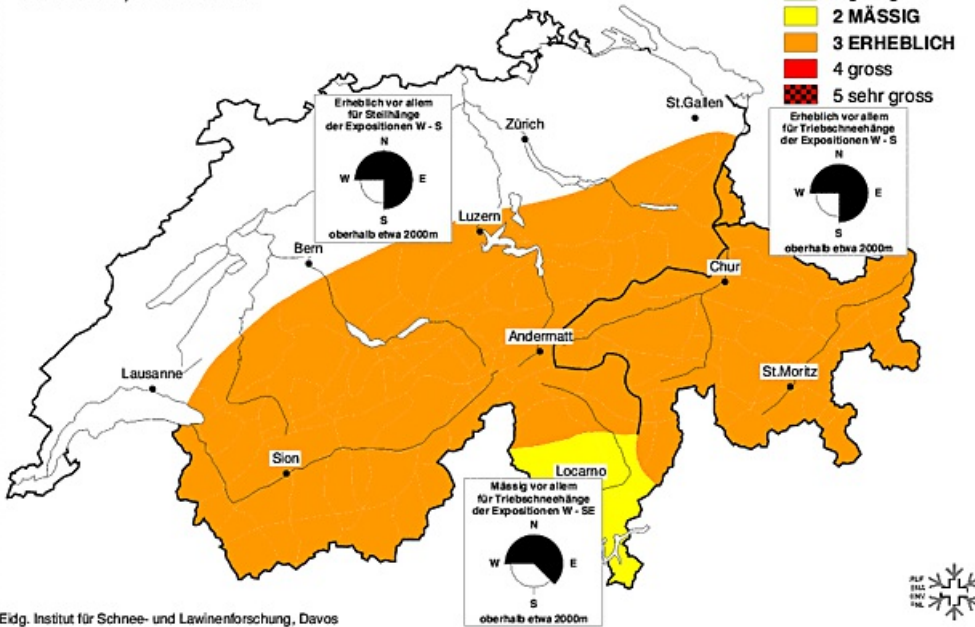 2 MÄSSIG
3 ERHEBLICH
4 gross
5 sehr gross
St.Gallen
Erheblich vor allem
für Steilhänge
der Expositionen W - S
N
W E
S
oberhalb etwa 2000m
Zürich
Erheblich vor allem
für Triebschneehänge
der Expositionen W - S
N
W E
S
oberhalb etwa 2000m
Luzern
Bern
Chur
Andermatt
Lausanne
St.Moritz
Sion
Locarno
Mässig vor allem
für Triebschneehänge
der Expositionen W - SE
N
W E
S
oberhalb etwa 2000m
Eidg. Institut für Schnee- und Lawinenforschung, Davos